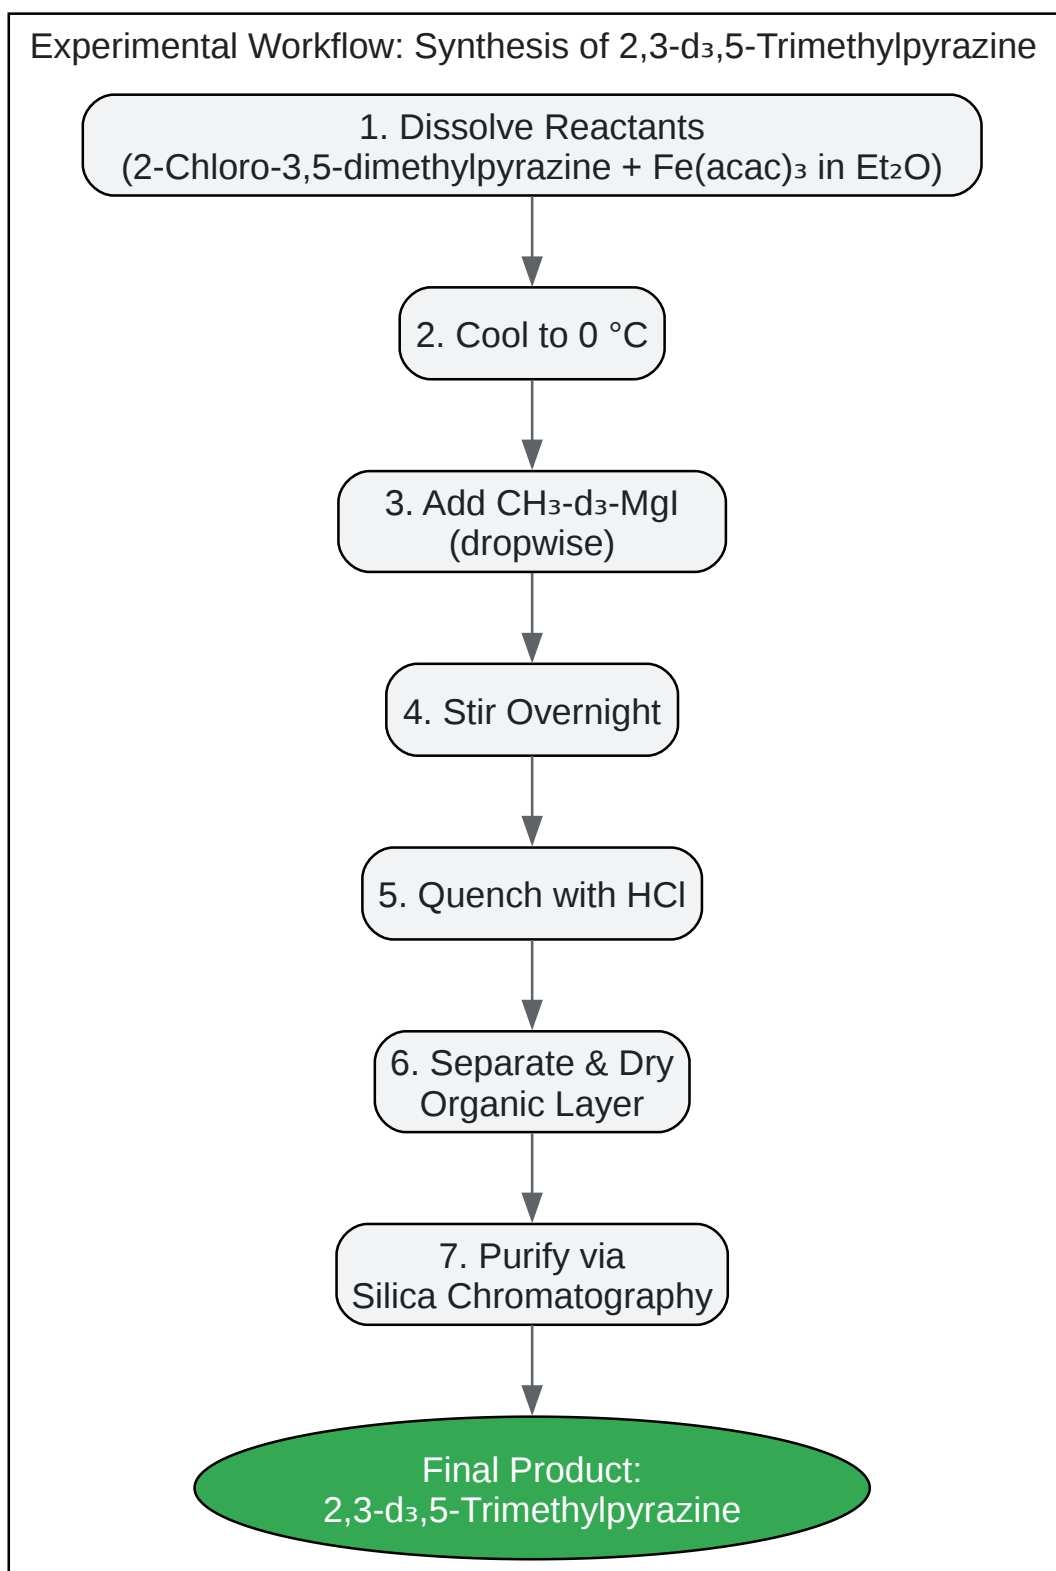 Experimental Workflow: Synthesis of 2,3-d₃,5-Trimethylpyrazine
1. Dissolve Reactants
(2-Chloro-3,5-dimethylpyrazine + Fe(acac)₃ in Et₂O)
2. Cool to 0 °C
3. Add CH₃-d₃-MgI
(dropwise)
4. Stir Overnight
5. Quench with HCl
6. Separate & Dry
Organic Layer
7. Purify via
Silica Chromatography
Final Product:
2,3-d₃,5-Trimethylpyrazine